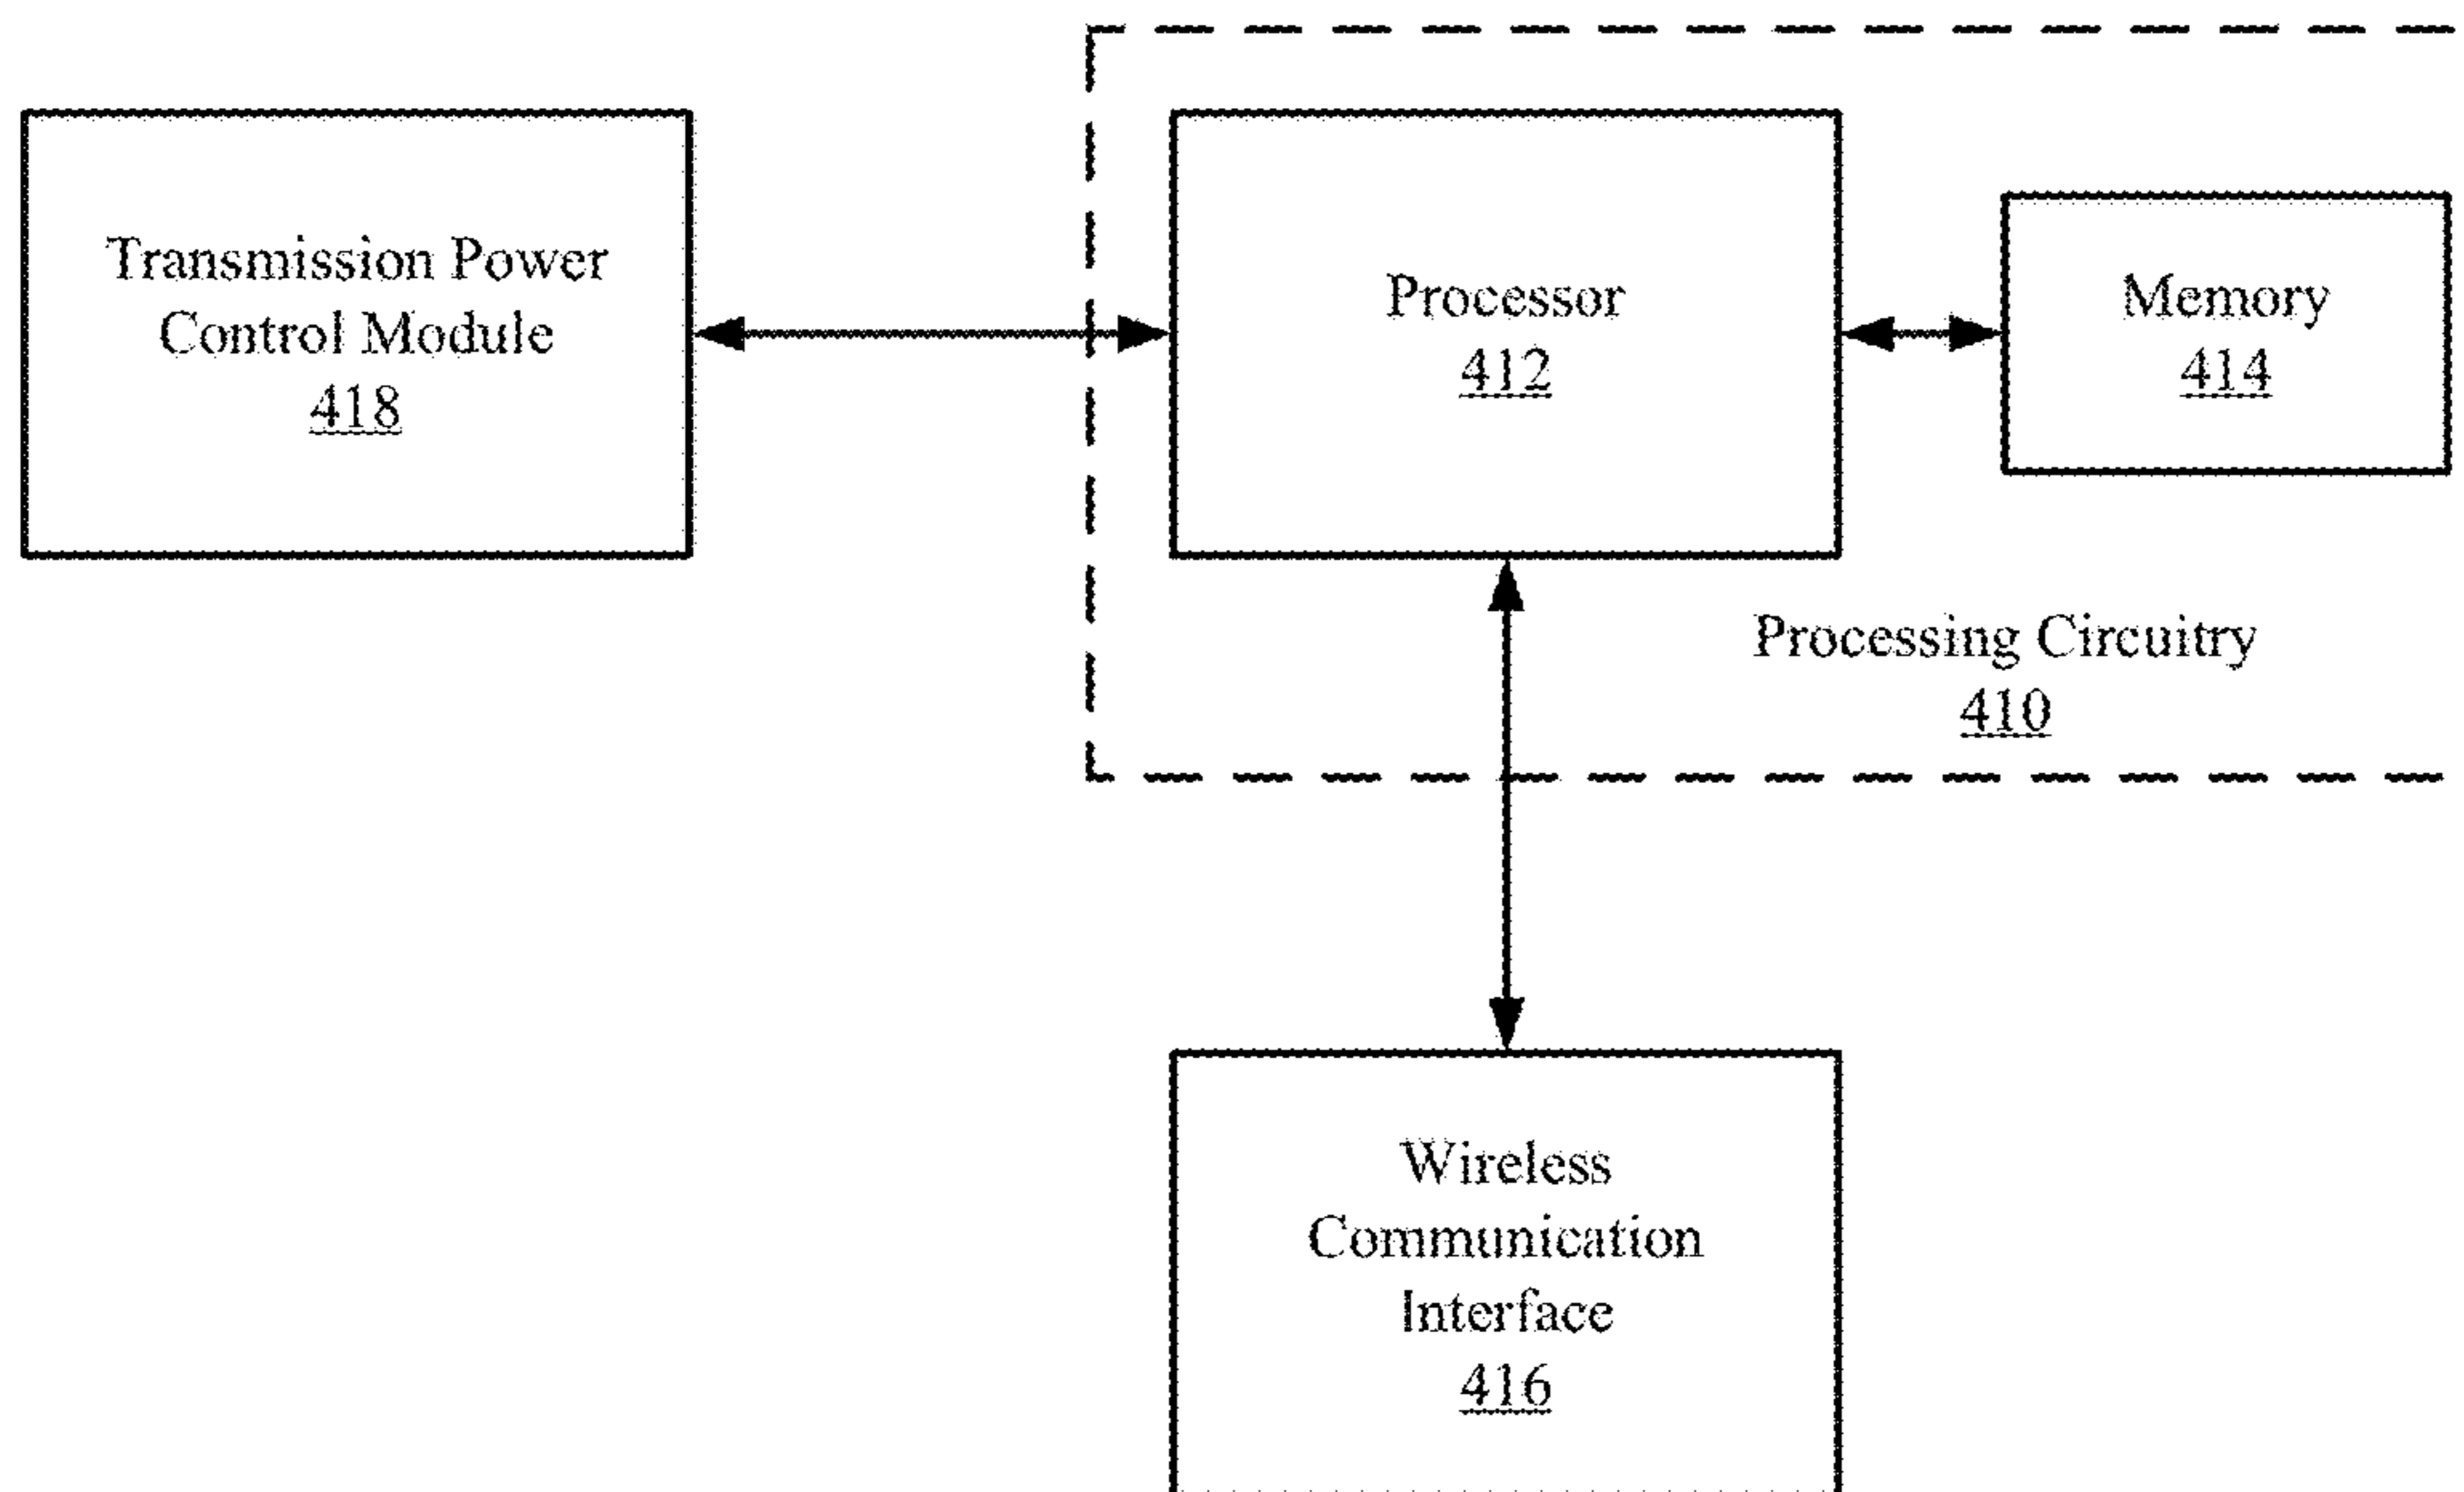 Transmission Power
Control Module
418
Processor
412
Memory
414
Processing Circuitry
410
Wireless
Communication
Interface
416